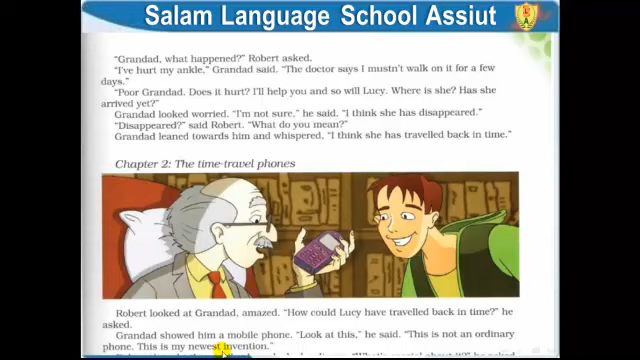 Salam Language School Assiut
"Grandad, what happened?" Robert asked.
"I've hurt my ankle," Grandad said. "The doctor says I mustn't walk on it for a few
days."
"Poor Grandad. Does it hurt? I'll help you and so will Lucy. Where is she? Has she
arrived yet?"
Grandad looked worried. "I'm not sure," he said. "I think she has disappeared."
"Disappeared?" said Robert. "What do you mean?"
Grandad leaned towards him and whispered, "I think she has travelled back in time."
Chapter 2: The time-travel phones
Robert looked at Grandad, amazed. "How could Lucy have travelled back in time?" he
asked.
Grandad showed him a mobile phone. "Look at this," he said. "This is not an ordinary
phone. This is my newest invention."